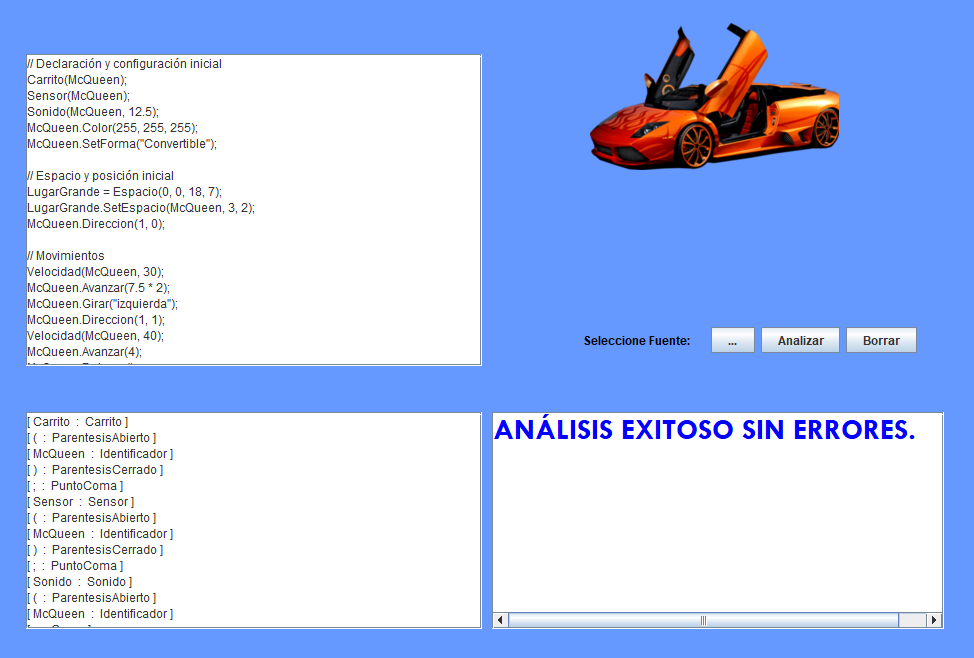 // Declaración y configuración inicial
Carrito(McQueen);
Sensor(McQueen);
Sonido(McQueen, 12.5);
McQueen.Color(255, 255, 255);
McQueen.SetForma("Convertible");
// Espacio y posición inicial
LugarGrande = Espacio(0, 0, 18, 7);
LugarGrande.SetEspacio(McQueen, 3, 2);
McQueen.Direccion(1, 0);
// Movimientos
Velocidad(McQueen, 30);
McQueen.Avanzar(7.5 * 2);
McQueen.Girar("izquierda");
McQueen.Direccion(1, 1);
Velocidad(McQueen, 40);
McQueen.Avanzar(4);
Seleccione Fuente: ... Analizar Borrar
[ Carrito : Carrito ]
[ ( : ParentesisAbierto ]
[ McQueen : Identificador ]
[ ) : ParentesisCerrado ]
[ ; : PuntoComa ]
[ Sensor : Sensor ]
[ ( : ParentesisAbierto ]
[ McQueen : Identificador ]
[ ) : ParentesisCerrado ]
[ ; : PuntoComa ]
[ Sonido : Sonido ]
[ ( : ParentesisAbierto ]
[ McQueen : Identificador ]
ANÁLISIS EXITOSO SIN ERRORES.